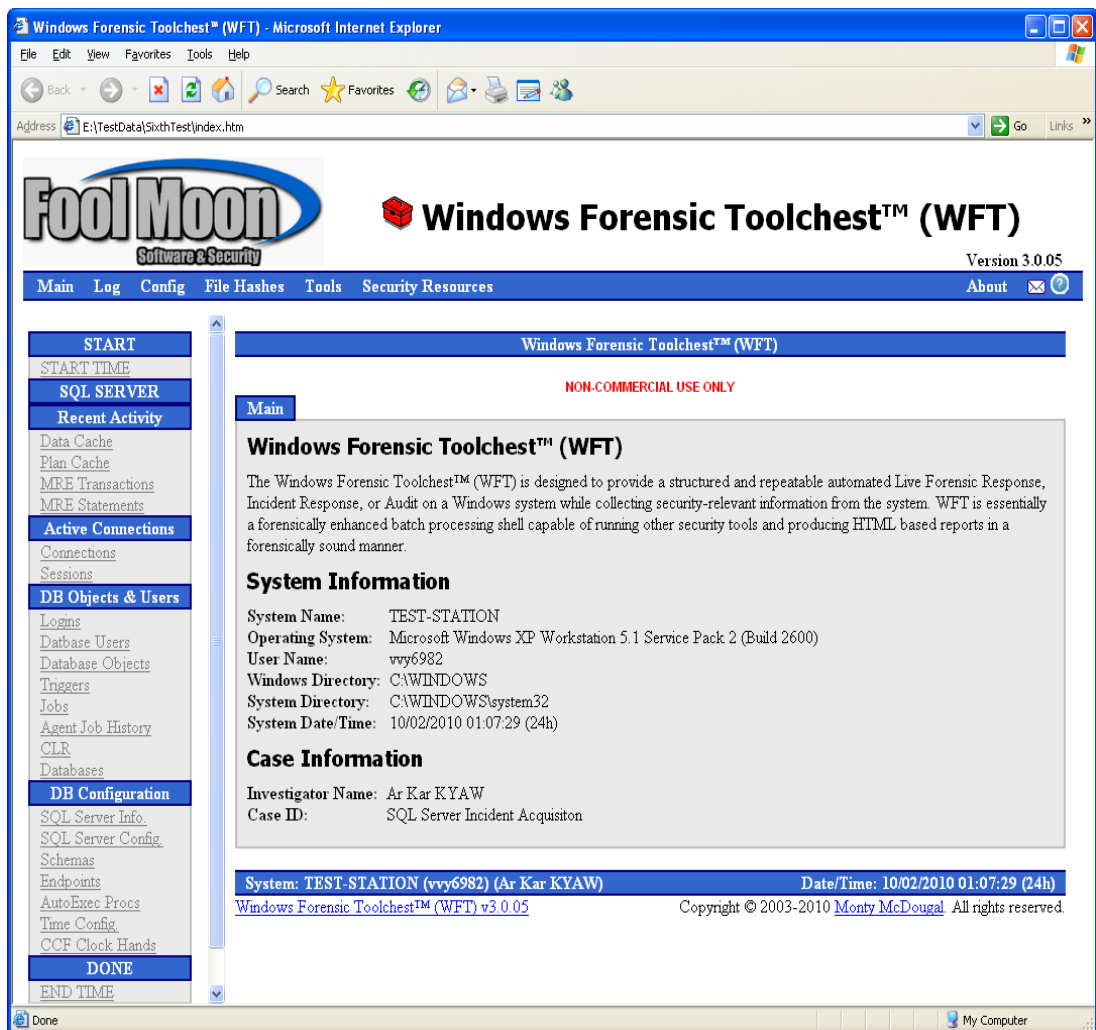 Windows Forensic Toolchest™ (WFT) - Microsoft Internet Explorer
File Edit View Favorites Tools Help
Back Search Favorites
Address E:\TestData\SixthTest\index.htm Go Links »
Fool Moon
Software & Security
Windows Forensic Toolchest™ (WFT)
Version 3.0.05
Main Log Config File Hashes Tools Security Resources About
START
START TIME
SQL SERVER
Recent Activity
Data Cache
Plan Cache
MRE Transactions
MRE Statements
Active Connections
Connections
Sessions
DB Objects & Users
Logins
Datbase Users
Database Objects
Triggers
Jobs
Agent Job History
CLR
Databases
DB Configuration
SQL Server Info.
SQL Server Config.
Schemas
Endpoints
AutoExec Procs
Time Config.
CCF Clock Hands
DONE
END TIME
Windows Forensic Toolchest™ (WFT)
NON-COMMERCIAL USE ONLY
Main
Windows Forensic Toolchest™ (WFT)
The Windows Forensic Toolchest™ (WFT) is designed to provide a structured and repeatable automated Live Forensic Response,
Incident Response, or Audit on a Windows system while collecting security-relevant information from the system. WFT is essentially
a forensically enhanced batch processing shell capable of running other security tools and producing HTML based reports in a
forensically sound manner.
System Information
System Name: TEST-STATION
Operating System: Microsoft Windows XP Workstation 5.1 Service Pack 2 (Build 2600)
User Name: vvy6982
Windows Directory: C:\WINDOWS
System Directory: C:\WINDOWS\system32
System Date/Time: 10/02/2010 01:07:29 (24h)
Case Information
Investigator Name: Ar Kar KYAW
Case ID: SQL Server Incident Acquisiton
System: TEST-STATION (vvy6982) (Ar Kar KYAW) Date/Time: 10/02/2010 01:07:29 (24h)
Windows Forensic Toolchest™ (WFT) v3.0.05 Copyright © 2003-2010 Monty McDougal. All rights reserved.
Done My Computer